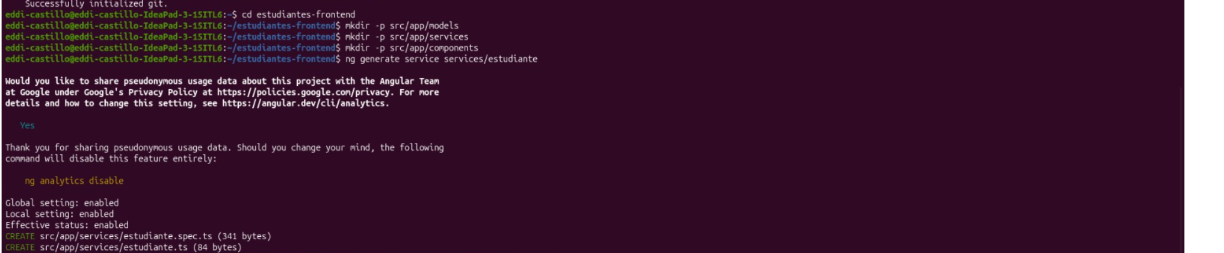 Successfully initialized git.
eddi-castillo@eddi-castillo-IdeaPad-3-15ITL6:~$ cd estudiantes-frontend
eddi-castillo@eddi-castillo-IdeaPad-3-15ITL6:~/estudiantes-frontend$ mkdir -p src/app/models
eddi-castillo@eddi-castillo-IdeaPad-3-15ITL6:~/estudiantes-frontend$ mkdir -p src/app/services
eddi-castillo@eddi-castillo-IdeaPad-3-15ITL6:~/estudiantes-frontend$ mkdir -p src/app/components
eddi-castillo@eddi-castillo-IdeaPad-3-15ITL6:~/estudiantes-frontend$ ng generate service services/estudiante
Would you like to share pseudonymous usage data about this project with the Angular Team
at Google under Google's Privacy Policy at https://policies.google.com/privacy. For more
details and how to change this setting, see https://angular.dev/cli/analytics.
Yes
Thank you for sharing pseudonymous usage data. Should you change your mind, the following
command will disable this feature entirely:
ng analytics disable
Global setting: enabled
Local setting: enabled
Effective status: enabled
CREATE src/app/services/estudiante.spec.ts (341 bytes)
CREATE src/app/services/estudiante.ts (84 bytes)